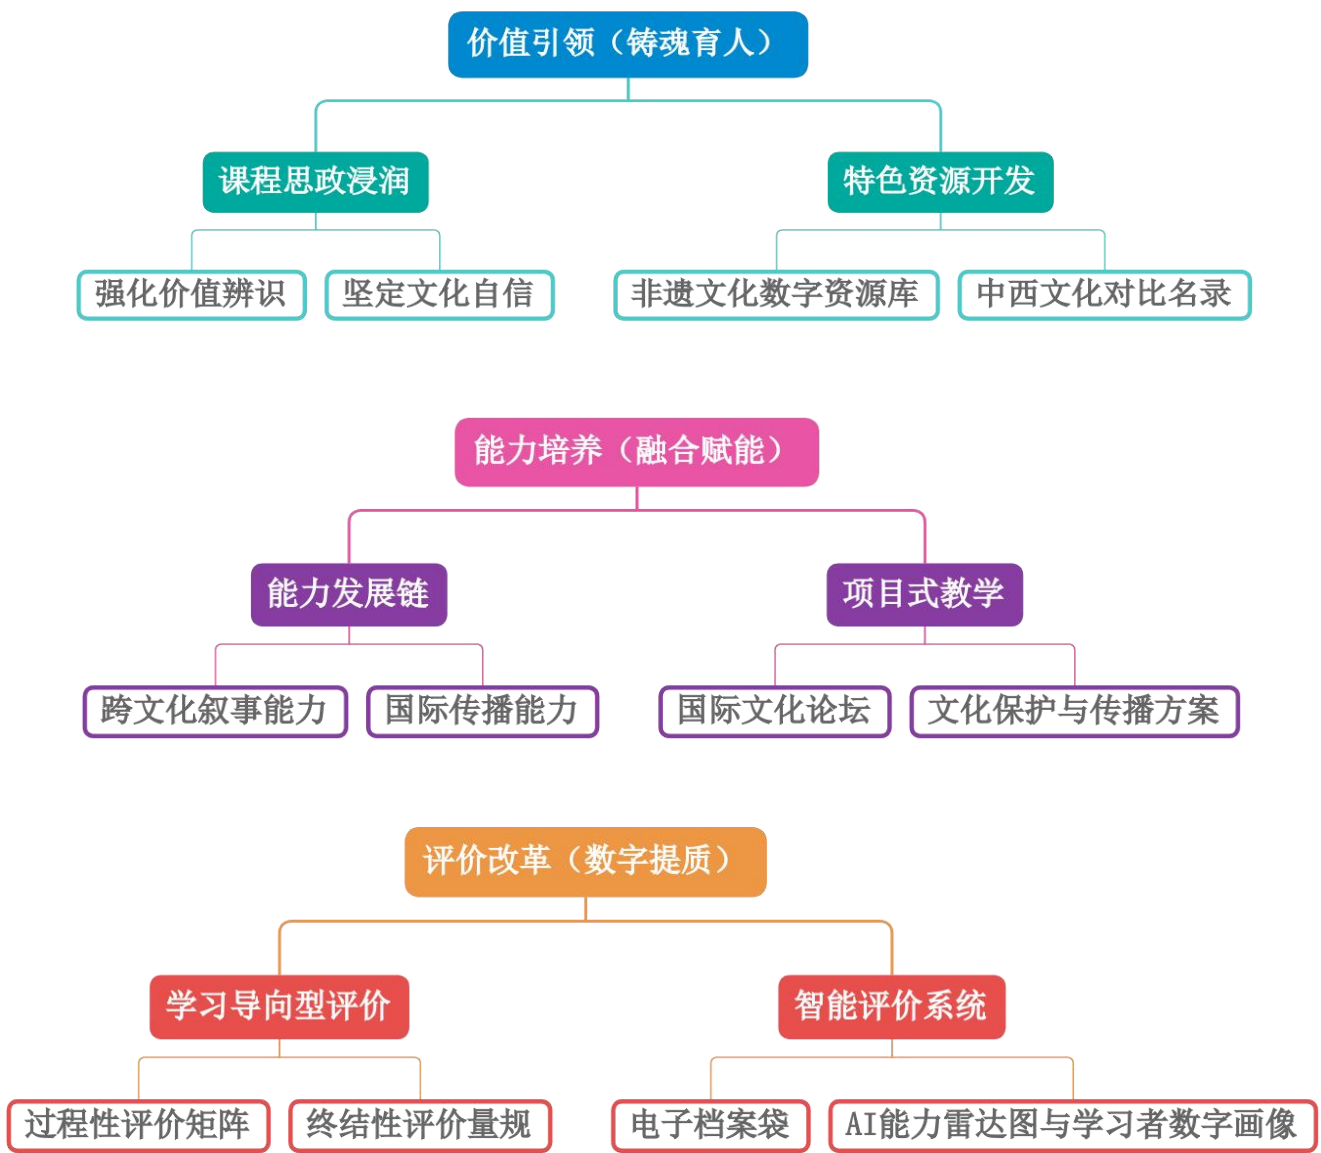 价值引领（铸魂育人）
课程思政浸润
特色资源开发
强化价值辨识
坚定文化自信
非遗文化数字资源库
中西文化对比名录
能力培养（融合赋能）
能力发展链
项目式教学
跨文化叙事能力
国际传播能力
国际文化论坛
文化保护与传播方案
评价改革（数字提质）
学习导向型评价
智能评价系统
过程性评价矩阵
终结性评价量规
电子档案袋
AI能力雷达图与学习者数字画像